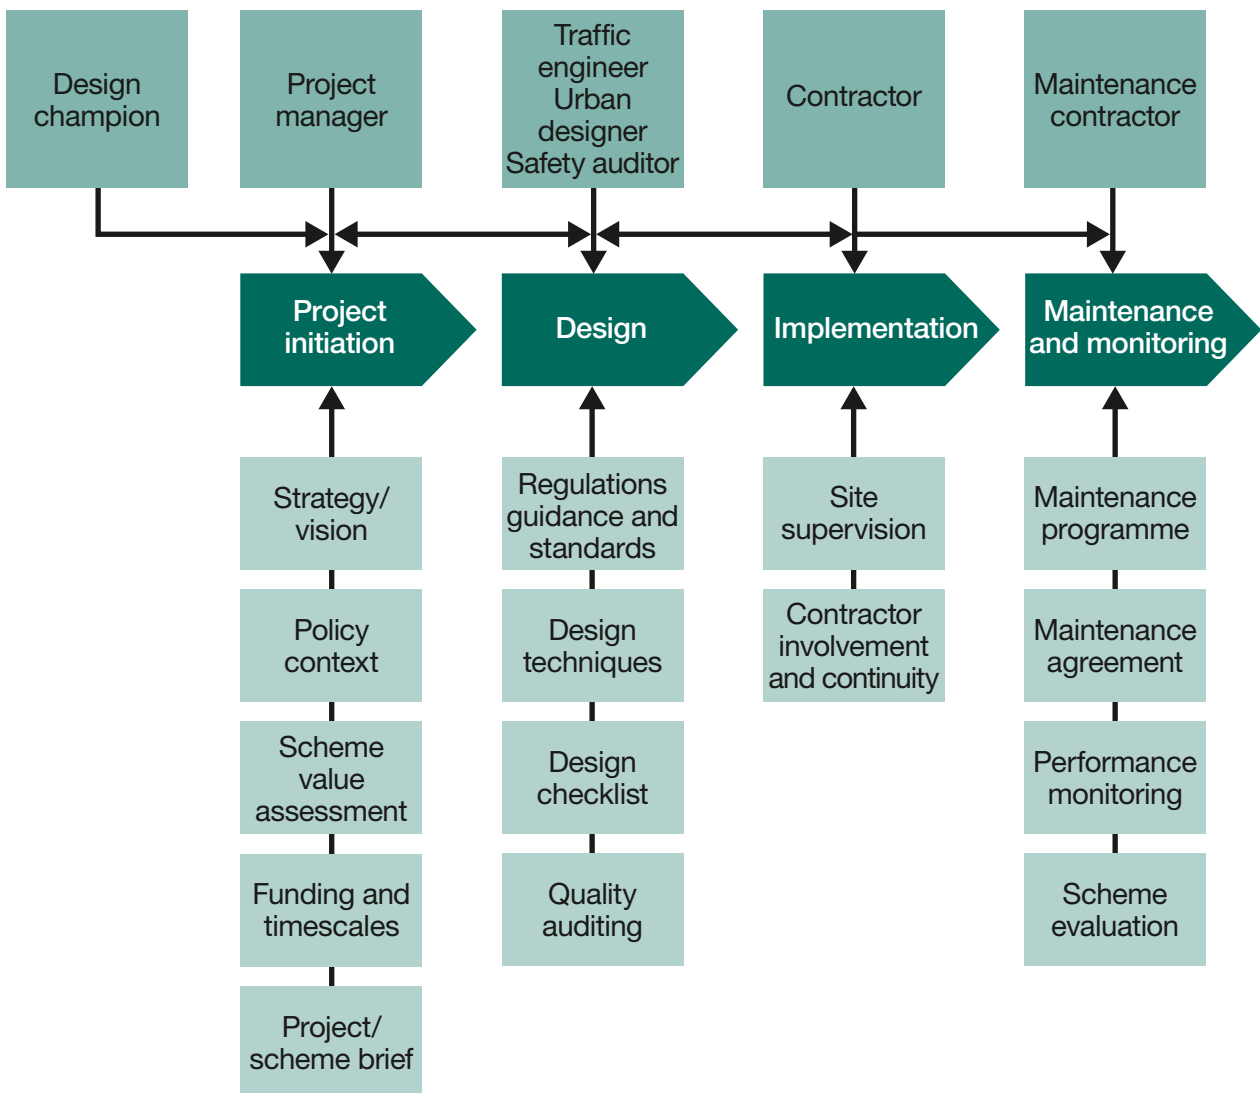 Design
champion
Project
manager
Traffic
engineer
Urban
designer
Safety auditor
Contractor
Maintenance
contractor
Project
initiation
Design
Implementation
Maintenance
and monitoring
Strategy/
vision
Policy
context
Scheme
value
assessment
Funding and
timescales
Project/
scheme brief
Regulations
guidance and
standards
Design
techniques
Design
checklist
Quality
auditing
Site
supervision
Contractor
involvement
and continuity
Maintenance
programme
Maintenance
agreement
Performance
monitoring
Scheme
evaluation